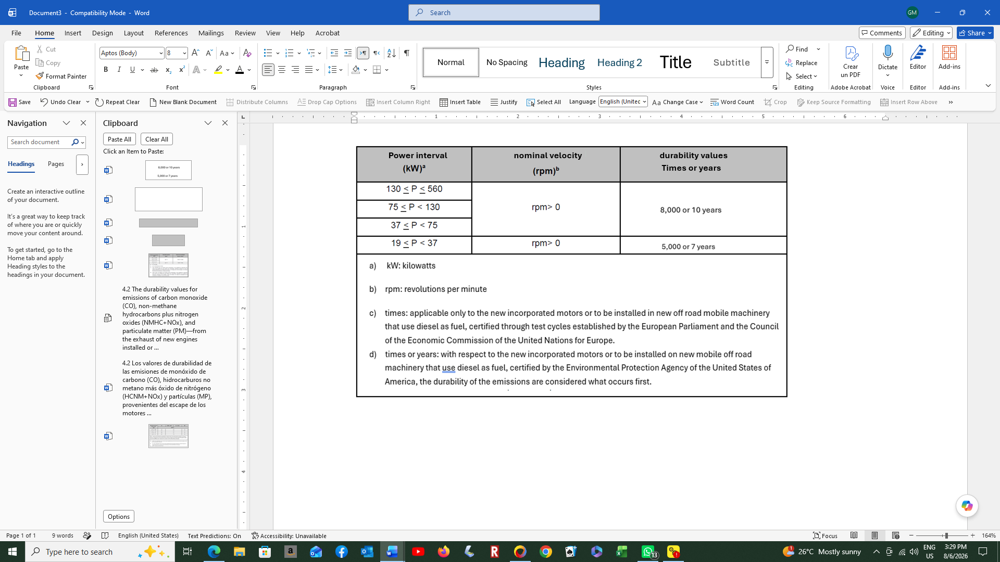 Document3 - Compatibility Mode - Word
Search
GM
File Home Insert Design Layout References Mailings Review View Help Acrobat
Comments Editing Share
Paste
Cut
Copy
Format Painter
Clipboard
Aptos (Body) 8
Font
Paragraph
Normal No Spacing Heading Heading 2 Title Subtitle
Styles
Find
Replace
Select
Editing
Crear un PDF
Adobe Acrobat
Dictate
Voice
Editor
Editor
Add-ins
Add-ins
Save Undo Clear Repeat Clear New Blank Document Distribute Columns Drop Cap Options Insert Column Right Insert Table Justify Select All Language English (Unitec Change Case Word Count Crop Keep Source Formatting Insert Row Above
Navigation
Search document
Headings Pages
Create an interactive outline
of your document.
It's a great way to keep track
of where you are or quickly
move your content around.
To get started, go to the
Home tab and apply
Heading styles to the
headings in your document.
Clipboard
Paste All Clear All
Click an Item to Paste:
8,000 or 10 years
5,000 or 7 years
4.2 The durability values for
emissions of carbon monoxide
(CO), non-methane
hydrocarbons plus nitrogen
oxides (NMHC+NOx), and
particulate matter (PM)—from
the exhaust of new engines
installed or ...
4.2 Los valores de durabilidad de
las emisiones de monóxido de
carbono (CO), hidrocarburos no
metano más óxido de nitrógeno
(HCNM+NOx) y partículas (MP),
provenientes del escape de los
motores ...
Options
1 2 3 4 5 6
1
2
3
4
Power interval
(kW)ᵃ
nominal velocity
(rpm)ᵇ
durability values
Times or years
130 ≤ P ≤ 560
75 ≤ P < 130
37 ≤ P < 75
rpm> 0
8,000 or 10 years
19 ≤ P < 37
rpm> 0
5,000 or 7 years
a) kW: kilowatts
b) rpm: revolutions per minute
c) times: applicable only to the new incorporated motors or to be installed in new off road mobile machinery
that use diesel as fuel, certified through test cycles established by the European Parliament and the Council
of the Economic Commission of the United Nations for Europe.
d) times or years: with respect to the new incorporated motors or to be installed on new mobile off road
machinery that use diesel as fuel, certified by the Environmental Protection Agency of the United States of
America, the durability of the emissions are considered what occurs first.
Page 1 of 1 9 words English (United States) Text Predictions: On Accessibility: Unavailable
Focus 164%
Type here to search
13
26°C Mostly sunny
ENG
US
3:29 PM
8/6/2026